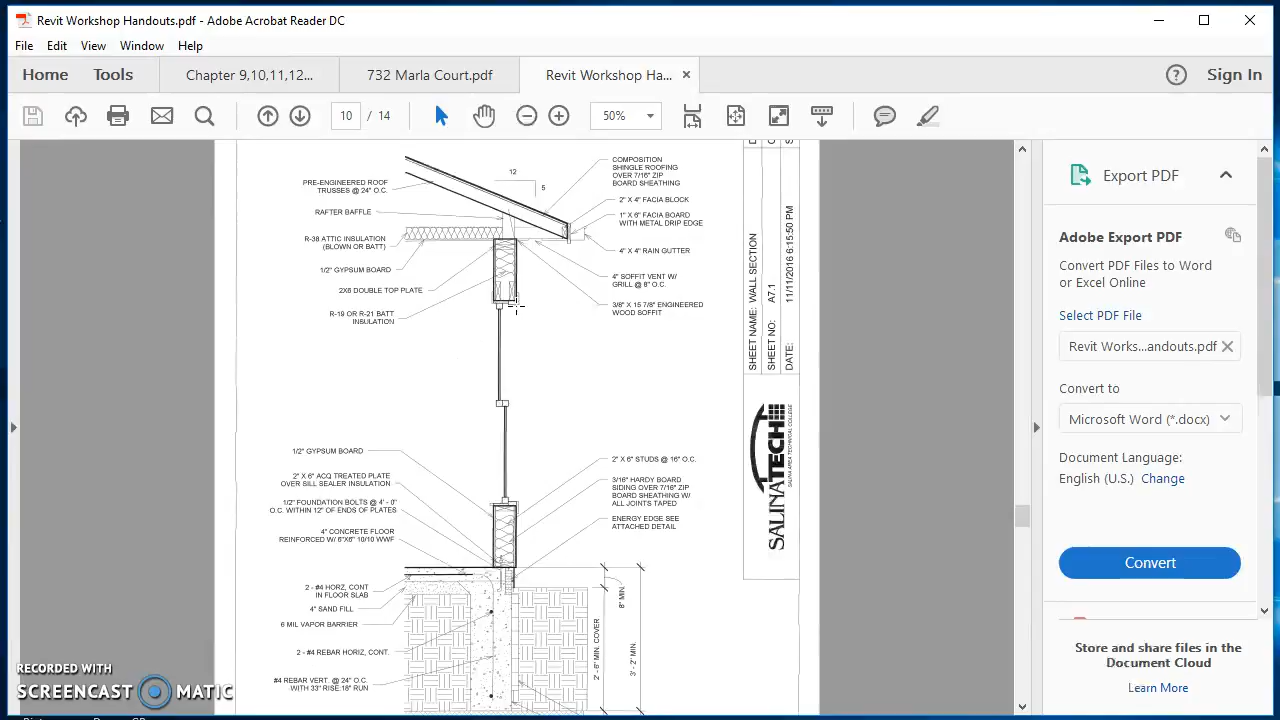 Revit Workshop Handouts.pdf - Adobe Acrobat Reader DC
File Edit View Window Help
Home Tools Chapter 9,10,11,12... 732 Marla Court.pdf Revit Workshop Ha... × Sign In
10 / 14 50%
COMPOSITION
SHINGLE ROOFING
OVER 7/16" ZIP
BOARD SHEATHING
12
5
PRE-ENGINEERED ROOF
TRUSSES @ 24" O.C.
2" X 4" FACIA BLOCK
RAFTER BAFFLE
1" X 6" FACIA BOARD
WITH METAL DRIP EDGE
R-38 ATTIC INSULATION
(BLOWN OR BATT)
4" X 4" RAIN GUTTER
1/2" GYPSUM BOARD
4" SOFFIT VENT W/
GRILL @ 8" O.C.
2X6 DOUBLE TOP PLATE
3/8" X 15 7/8" ENGINEERED
WOOD SOFFIT
R-19 OR R-21 BATT
INSULATION
1/2" GYPSUM BOARD
2" X 6" STUDS @ 16" O.C.
2" X 6" ACQ TREATED PLATE
OVER SILL SEALER INSULATION
3/16" HARDY BOARD
SIDING OVER 7/16" ZIP
BOARD SHEATHING W/
ALL JOINTS TAPED
1/2" FOUNDATION BOLTS @ 4' - 0"
O.C. WITHIN 12" OF ENDS OF PLATES
ENERGY EDGE SEE
ATTACHED DETAIL
4" CONCRETE FLOOR
REINFORCED W/ 6"X6" 10/10 WWF
2 - #4 HORZ, CONT
IN FLOOR SLAB
4" SAND FILL
6 MIL VAPOR BARRIER
2 - #4 REBAR HORIZ, CONT.
#4 REBAR VERT. @ 24" O.C.
WITH 33" RISE 18" RUN
8" MIN.
2' - 6" MIN. COVER
3' - 2" MIN.
SHEET NAME: WALL SECTION
SHEET NO: A7.1
DATE: 11/11/2016 6:15:50 PM
SALINATECH
SALINA AREA TECHNICAL COLLEGE
Export PDF
Adobe Export PDF
Convert PDF Files to Word
or Excel Online
Select PDF File
Revit Works...andouts.pdf ×
Convert to
Microsoft Word (*.docx)
Document Language:
English (U.S.) Change
Convert
Store and share files in the
Document Cloud
Learn More
RECORDED WITH
SCREENCAST MATIC